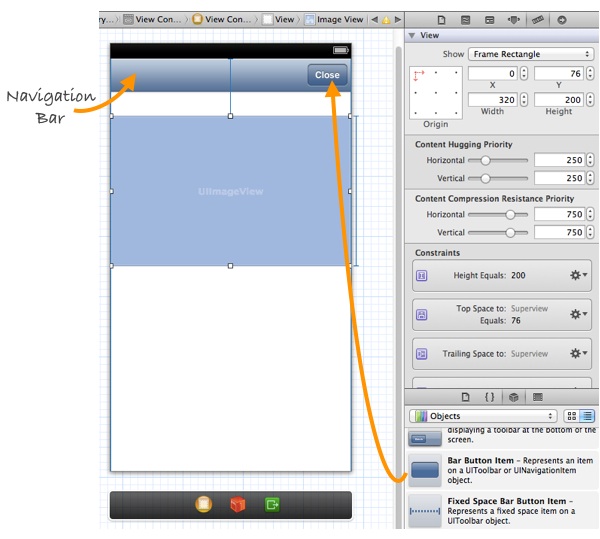 ry...
View Con...
View Con...
View
Image View
View
Show
Frame Rectangle
0
76
X
Y
320
200
Origin
Width
Height
Content Hugging Priority
Horizontal
250
Vertical
250
Content Compression Resistance Priority
Horizontal
750
Vertical
750
Constraints
Height Equals: 200
Top Space to: Superview
Equals: 76
Trailing Space to: Superview
Navigation
Bar
Close
UIImageView
{ }
Objects
displaying a toolbar at the bottom of the
screen.
Bar Button Item - Represents an item
on a UIToolbar or UINavigationItem
object.
Fixed Space Bar Button Item -
Represents a fixed space item on a
UIToolbar object.